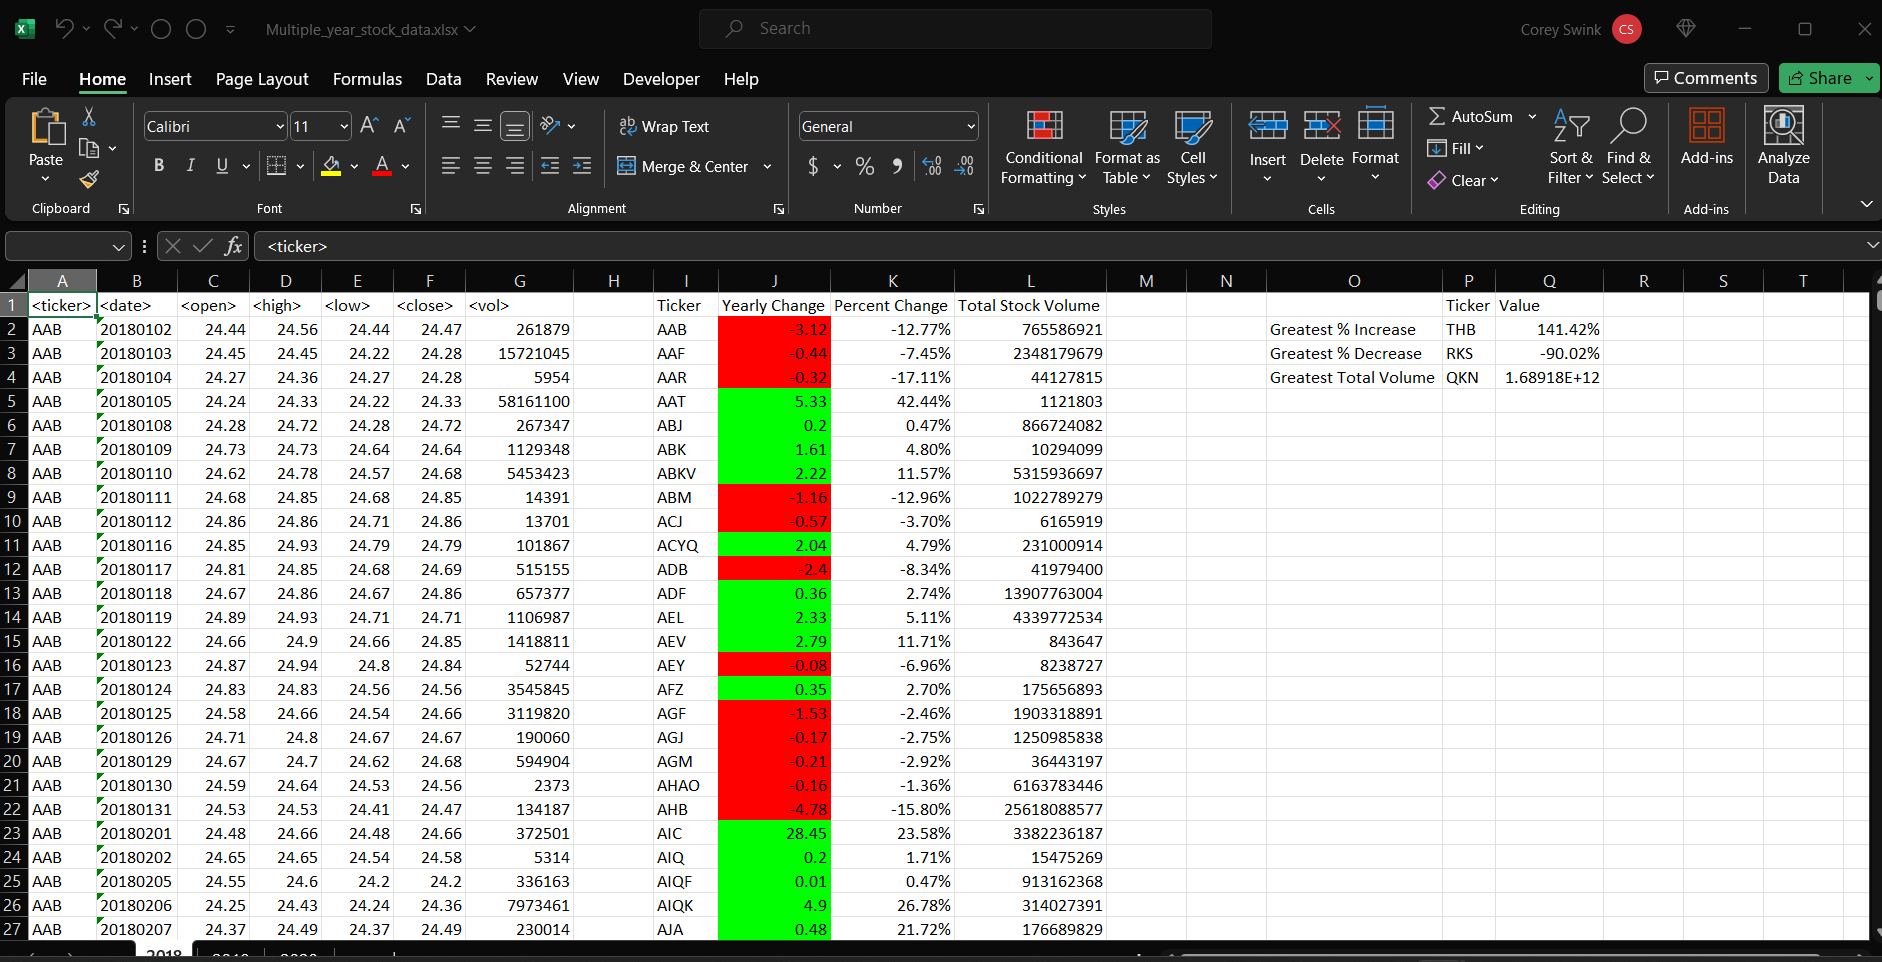 Multiple_year_stock_data.xlsx
Search
Corey Swink CS
File Home Insert Page Layout Formulas Data Review View Developer Help
Comments Share
Calibri 11 Wrap Text General AutoSum
Paste B I U A Merge & Center $ % Conditional Formatting Format as Table Cell Styles Insert Delete Format Fill Clear Sort & Filter Find & Select Add-ins Analyze Data
Clipboard Font Alignment Number Styles Cells Editing Add-ins
fx <ticker>
A B C D E F G H I J K L M N O P Q R S T
1 <ticker> <date> <open> <high> <low> <close> <vol> Ticker Yearly Change Percent Change Total Stock Volume Ticker Value
2 AAB 20180102 24.44 24.56 24.44 24.47 261879 AAB -3.12 -12.77% 765586921 Greatest % Increase THB 141.42%
3 AAB 20180103 24.45 24.45 24.22 24.28 15721045 AAF -0.44 -7.45% 2348179679 Greatest % Decrease RKS -90.02%
4 AAB 20180104 24.27 24.36 24.27 24.28 5954 AAR -0.32 -17.11% 44127815 Greatest Total Volume QKN 1.68918E+12
5 AAB 20180105 24.24 24.33 24.22 24.33 58161100 AAT 5.33 42.44% 1121803
6 AAB 20180108 24.28 24.72 24.28 24.72 267347 ABJ 0.2 0.47% 866724082
7 AAB 20180109 24.73 24.73 24.64 24.64 1129348 ABK 1.61 4.80% 10294099
8 AAB 20180110 24.62 24.78 24.57 24.68 5453423 ABKV 2.22 11.57% 5315936697
9 AAB 20180111 24.68 24.85 24.68 24.85 14391 ABM -1.16 -12.96% 1022789279
10 AAB 20180112 24.86 24.86 24.71 24.86 13701 ACJ -0.57 -3.70% 6165919
11 AAB 20180116 24.85 24.93 24.79 24.79 101867 ACYQ 2.04 4.79% 231000914
12 AAB 20180117 24.81 24.85 24.68 24.69 515155 ADB -2.4 -8.34% 41979400
13 AAB 20180118 24.67 24.86 24.67 24.86 657377 ADF 0.36 2.74% 13907763004
14 AAB 20180119 24.89 24.93 24.71 24.71 1106987 AEL 2.33 5.11% 4339772534
15 AAB 20180122 24.66 24.9 24.66 24.85 1418811 AEV 2.79 11.71% 843647
16 AAB 20180123 24.87 24.94 24.8 24.84 52744 AEY -0.08 -6.96% 8238727
17 AAB 20180124 24.83 24.83 24.56 24.56 3545845 AFZ 0.35 2.70% 175656893
18 AAB 20180125 24.58 24.66 24.54 24.66 3119820 AGF -1.53 -2.46% 1903318891
19 AAB 20180126 24.71 24.8 24.67 24.67 190060 AGJ -0.17 -2.75% 1250985838
20 AAB 20180129 24.67 24.7 24.62 24.68 594904 AGM -0.21 -2.92% 36443197
21 AAB 20180130 24.59 24.64 24.53 24.56 2373 AHAO -0.16 -1.36% 6163783446
22 AAB 20180131 24.53 24.53 24.41 24.47 134187 AHB -4.78 -15.80% 25618088577
23 AAB 20180201 24.48 24.66 24.48 24.66 372501 AIC 28.45 23.58% 3382236187
24 AAB 20180202 24.65 24.65 24.54 24.58 5314 AIQ 0.2 1.71% 15475269
25 AAB 20180205 24.55 24.6 24.2 24.2 336163 AIQF 0.01 0.47% 913162368
26 AAB 20180206 24.25 24.43 24.24 24.36 7973461 AIQK 4.9 26.78% 314027391
27 AAB 20180207 24.37 24.49 24.37 24.49 230014 AJA 0.48 21.72% 176689829
2018